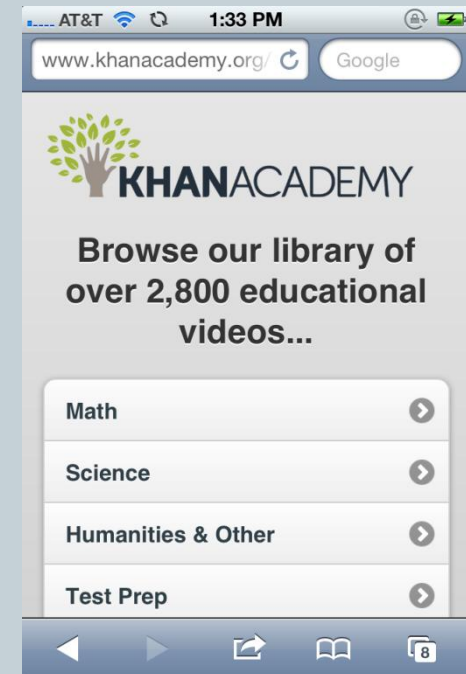 AT&T 1:33 PM
www.khanacademy.org/ Google
KHANACADEMY
Browse our library of
over 2,800 educational
videos...
Math
Science
Humanities & Other
Test Prep
8